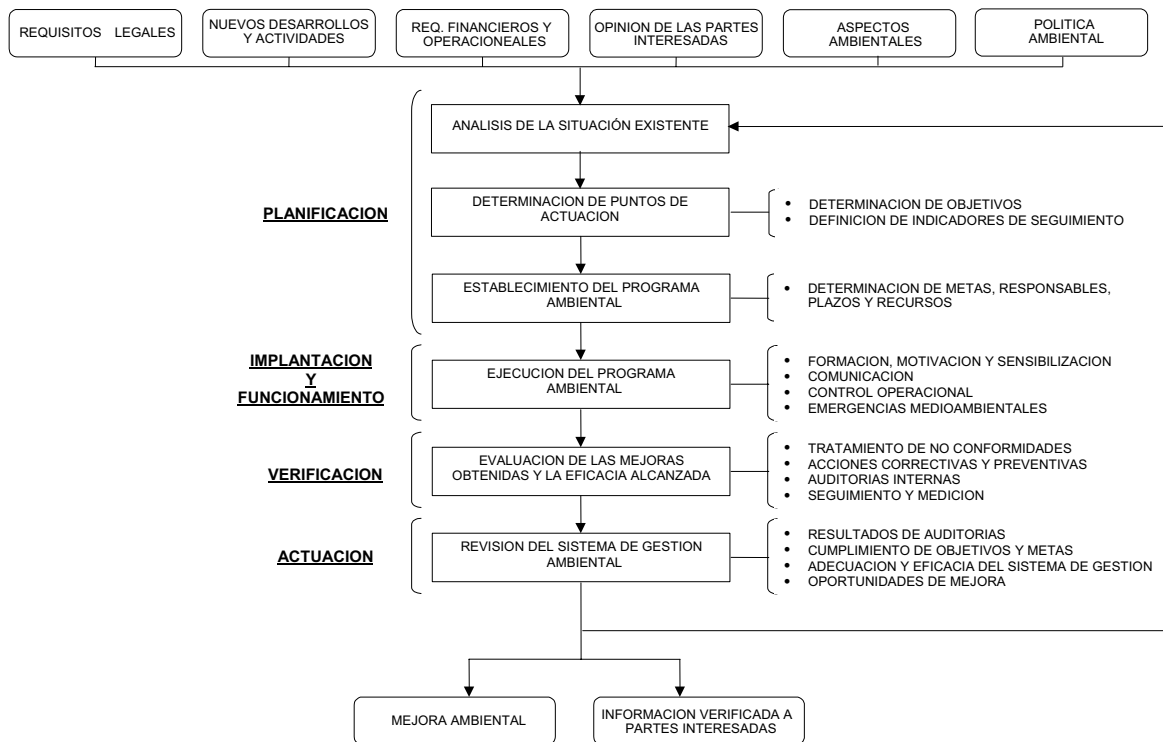 REQUISITOS LEGALES
NUEVOS DESARROLLOS
Y ACTIVIDADES
REQ. FINANCIEROS Y
OPERACIONEALES
OPINION DE LAS PARTES
INTERESADAS
ASPECTOS
AMBIENTALES
POLITICA
AMBIENTAL
ANALISIS DE LA SITUACIÓN EXISTENTE
PLANIFICACION
DETERMINACION DE PUNTOS DE
ACTUACION
• DETERMINACION DE OBJETIVOS
• DEFINICION DE INDICADORES DE SEGUIMIENTO
ESTABLECIMIENTO DEL PROGRAMA
AMBIENTAL
• DETERMINACION DE METAS, RESPONSABLES,
PLAZOS Y RECURSOS
IMPLANTACION
Y
FUNCIONAMIENTO
EJECUCION DEL PROGRAMA
AMBIENTAL
• FORMACION, MOTIVACION Y SENSIBILIZACION
• COMUNICACION
• CONTROL OPERACIONAL
• EMERGENCIAS MEDIOAMBIENTALES
VERIFICACION
EVALUACION DE LAS MEJORAS
OBTENIDAS Y LA EFICACIA ALCANZADA
• TRATAMIENTO DE NO CONFORMIDADES
• ACCIONES CORRECTIVAS Y PREVENTIVAS
• AUDITORIAS INTERNAS
• SEGUIMIENTO Y MEDICION
ACTUACION
REVISION DEL SISTEMA DE GESTION
AMBIENTAL
• RESULTADOS DE AUDITORIAS
• CUMPLIMIENTO DE OBJETIVOS Y METAS
• ADECUACION Y EFICACIA DEL SISTEMA DE GESTION
• OPORTUNIDADES DE MEJORA
MEJORA AMBIENTAL
INFORMACION VERIFICADA A
PARTES INTERESADAS